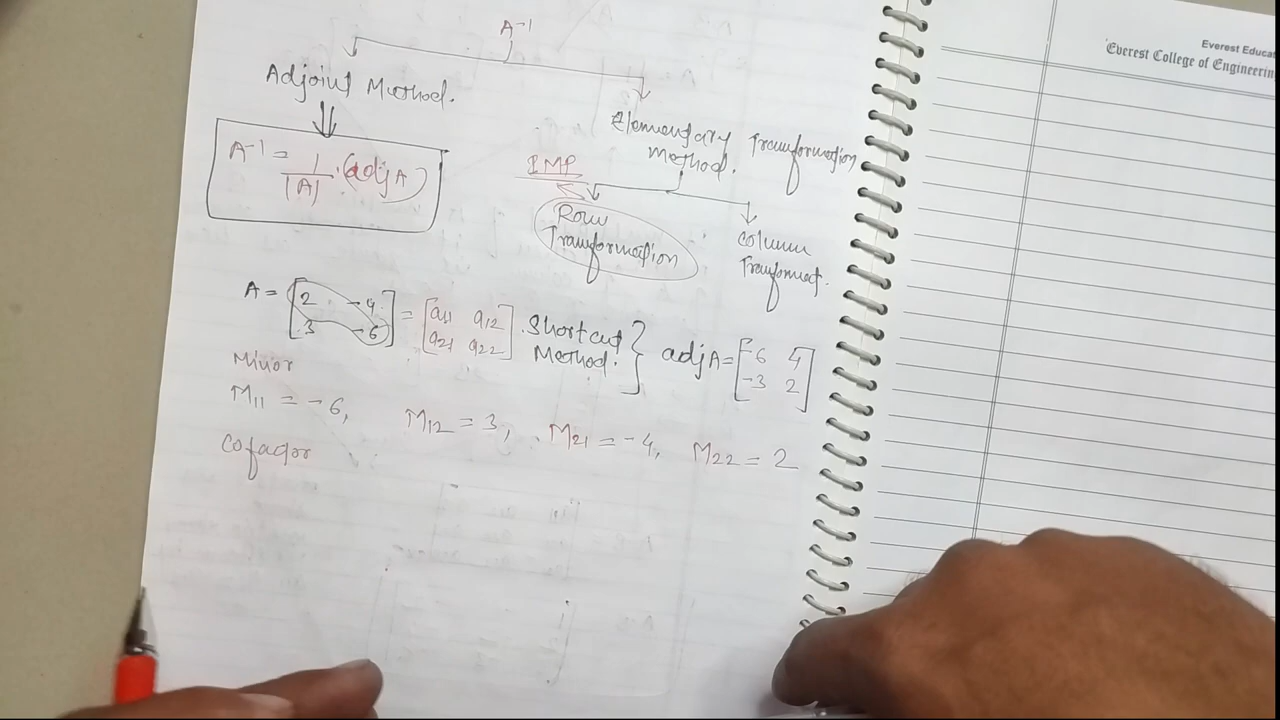 A⁻¹
Adjoint Method.
Elementary Transformation
Method.
A⁻¹ = 1/|A| · (adj A)
IMP
Row
Transformation
Column
Transformat.
A = [2 -4; 3 -6] = [a11 a12; a21 a22] . Shortcut Method. } adj A = [-6 4; -3 2]
Minor
M11 = -6, M12 = 3, M21 = -4, M22 = 2
Cofactor
Everest Educa
Everest College of Engineerin